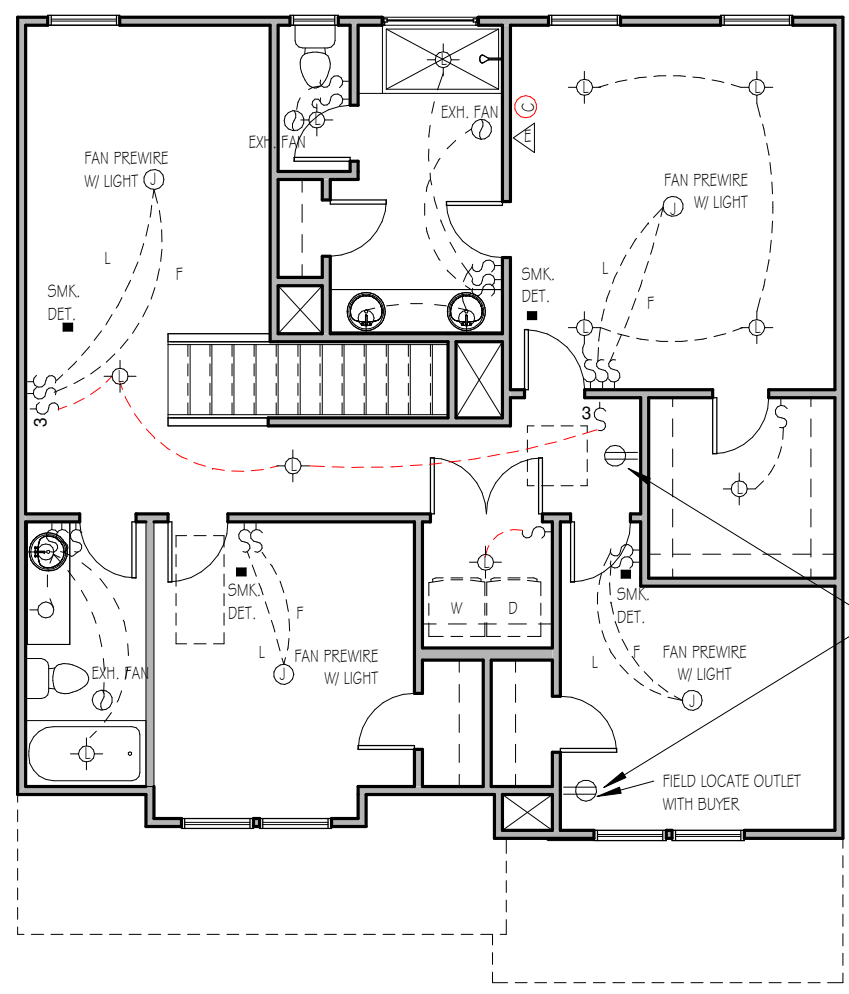 L
C
EXH. FAN
EXH. FAN
E
L
L
L
FAN PREWIRE
W/ LIGHT J
FAN PREWIRE
J W/ LIGHT
L
F
L
F
SMK.
DET.
SMK.
DET.
L
L
L
3
3
L
L
L
SMK.
DET.
SMK.
DET.
W
D
L
F
L
F
FAN PREWIRE
W/ LIGHT
J
FAN PREWIRE
W/ LIGHT
J
EXH. FAN
L
FIELD LOCATE OUTLET
WITH BUYER